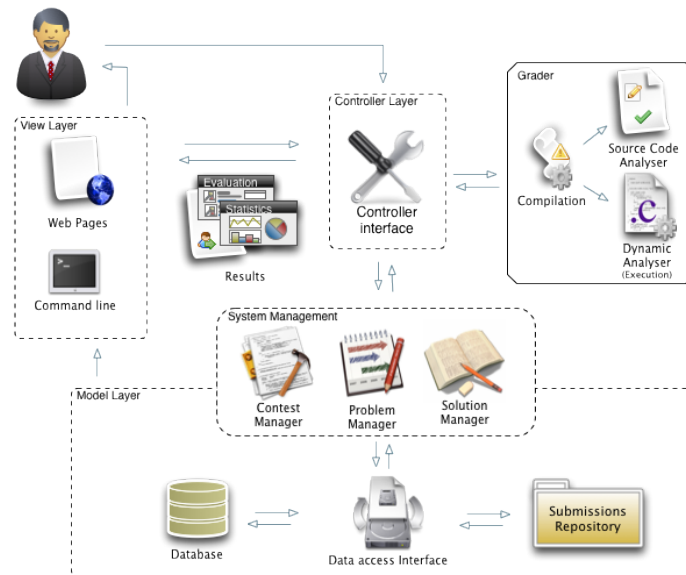 View Layer
Web Pages
Command line
Evaluation
Statistics
Results
Controller Layer
Controller
interface
Grader
Compilation
Source Code
Analyser
.c
Dynamic
Analyser
(Execution)
System Management
Contest
Manager
Problem
Manager
Solution
Manager
Model Layer
Database
Data access Interface
Submissions
Repository